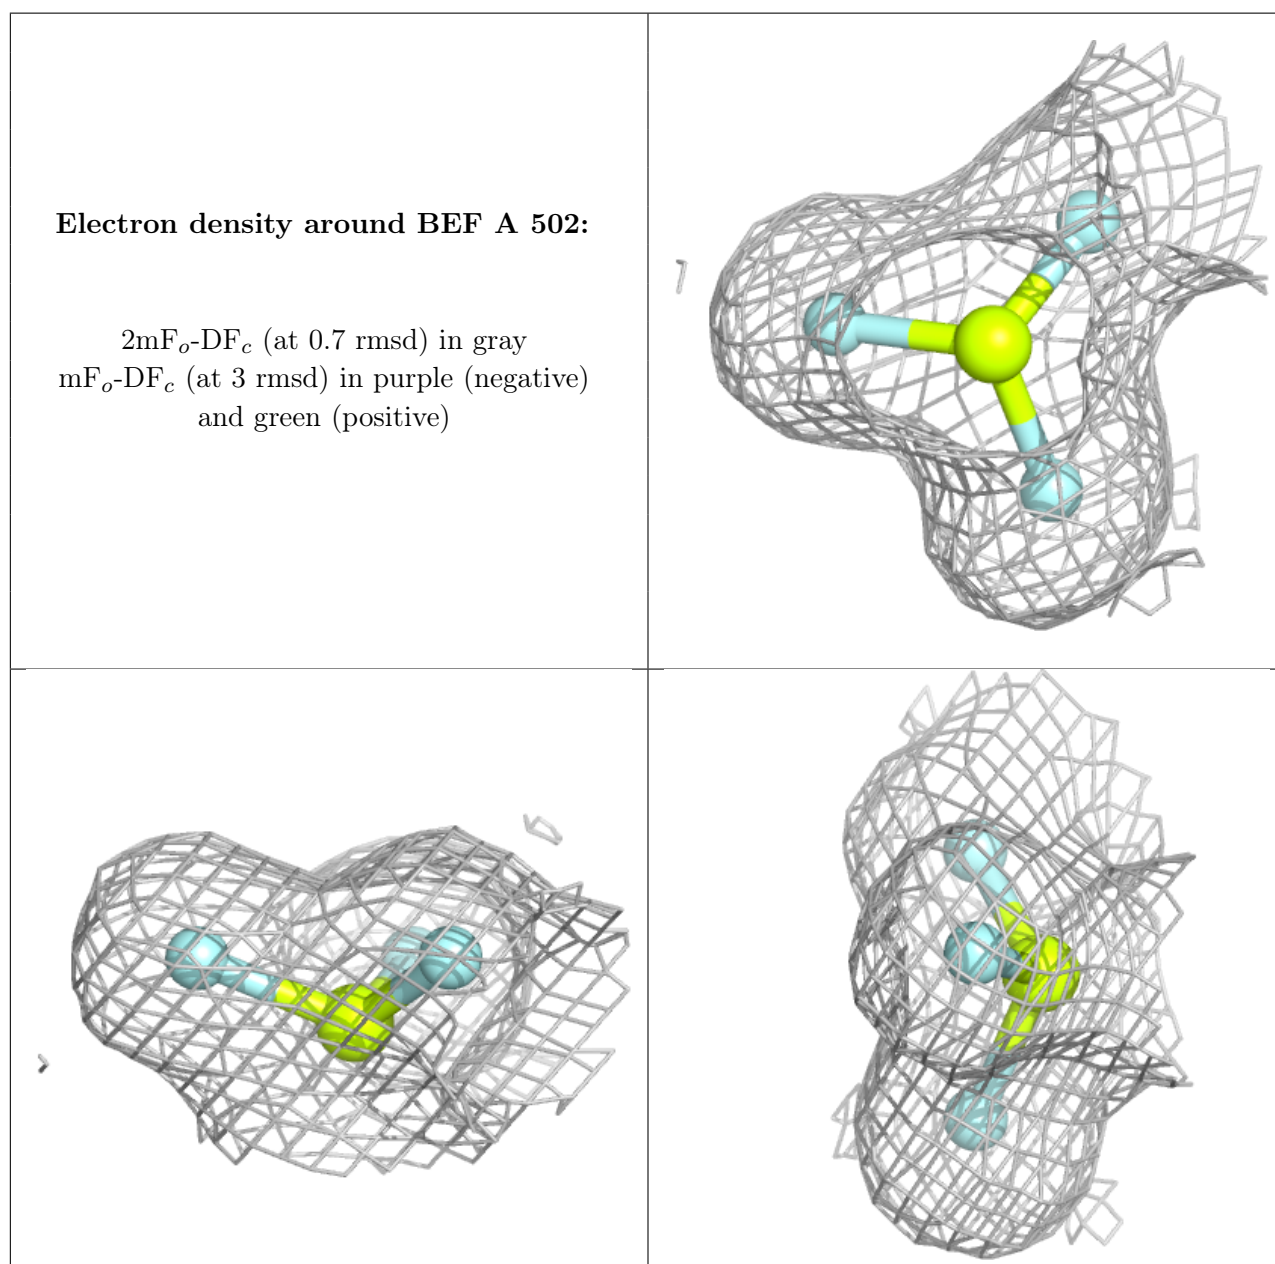 Electron density around BEF A 502:
2mFo-DFc (at 0.7 rmsd) in gray
mFo-DFc (at 3 rmsd) in purple (negative)
and green (positive)